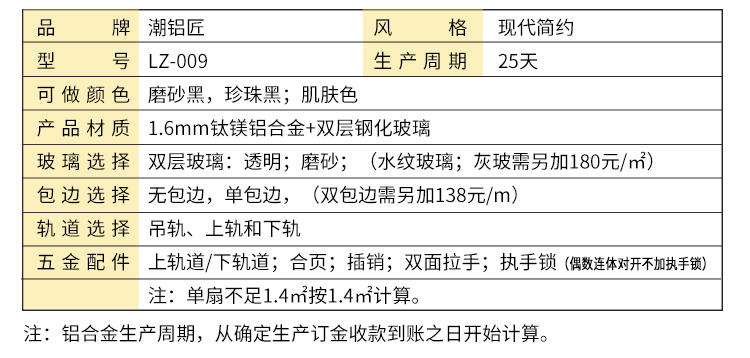 品牌 潮铝匠 风格 现代简约
型号 LZ-009 生产周期 25天
可做颜色 磨砂黑，珍珠黑；肌肤色
产品材质 1.6mm钛镁铝合金+双层钢化玻璃
玻璃选择 双层玻璃：透明；磨砂；（水纹玻璃；灰玻需另加180元/㎡）
包边选择 无包边，单包边，（双包边需另加138元/m）
轨道选择 吊轨、上轨和下轨
五金配件 上轨道/下轨道；合页；插销；双面拉手；执手锁（偶数连体对开不加执手锁）
注：单扇不足1.4㎡按1.4㎡计算。
注：铝合金生产周期，从确定生产订金收款到账之日开始计算。